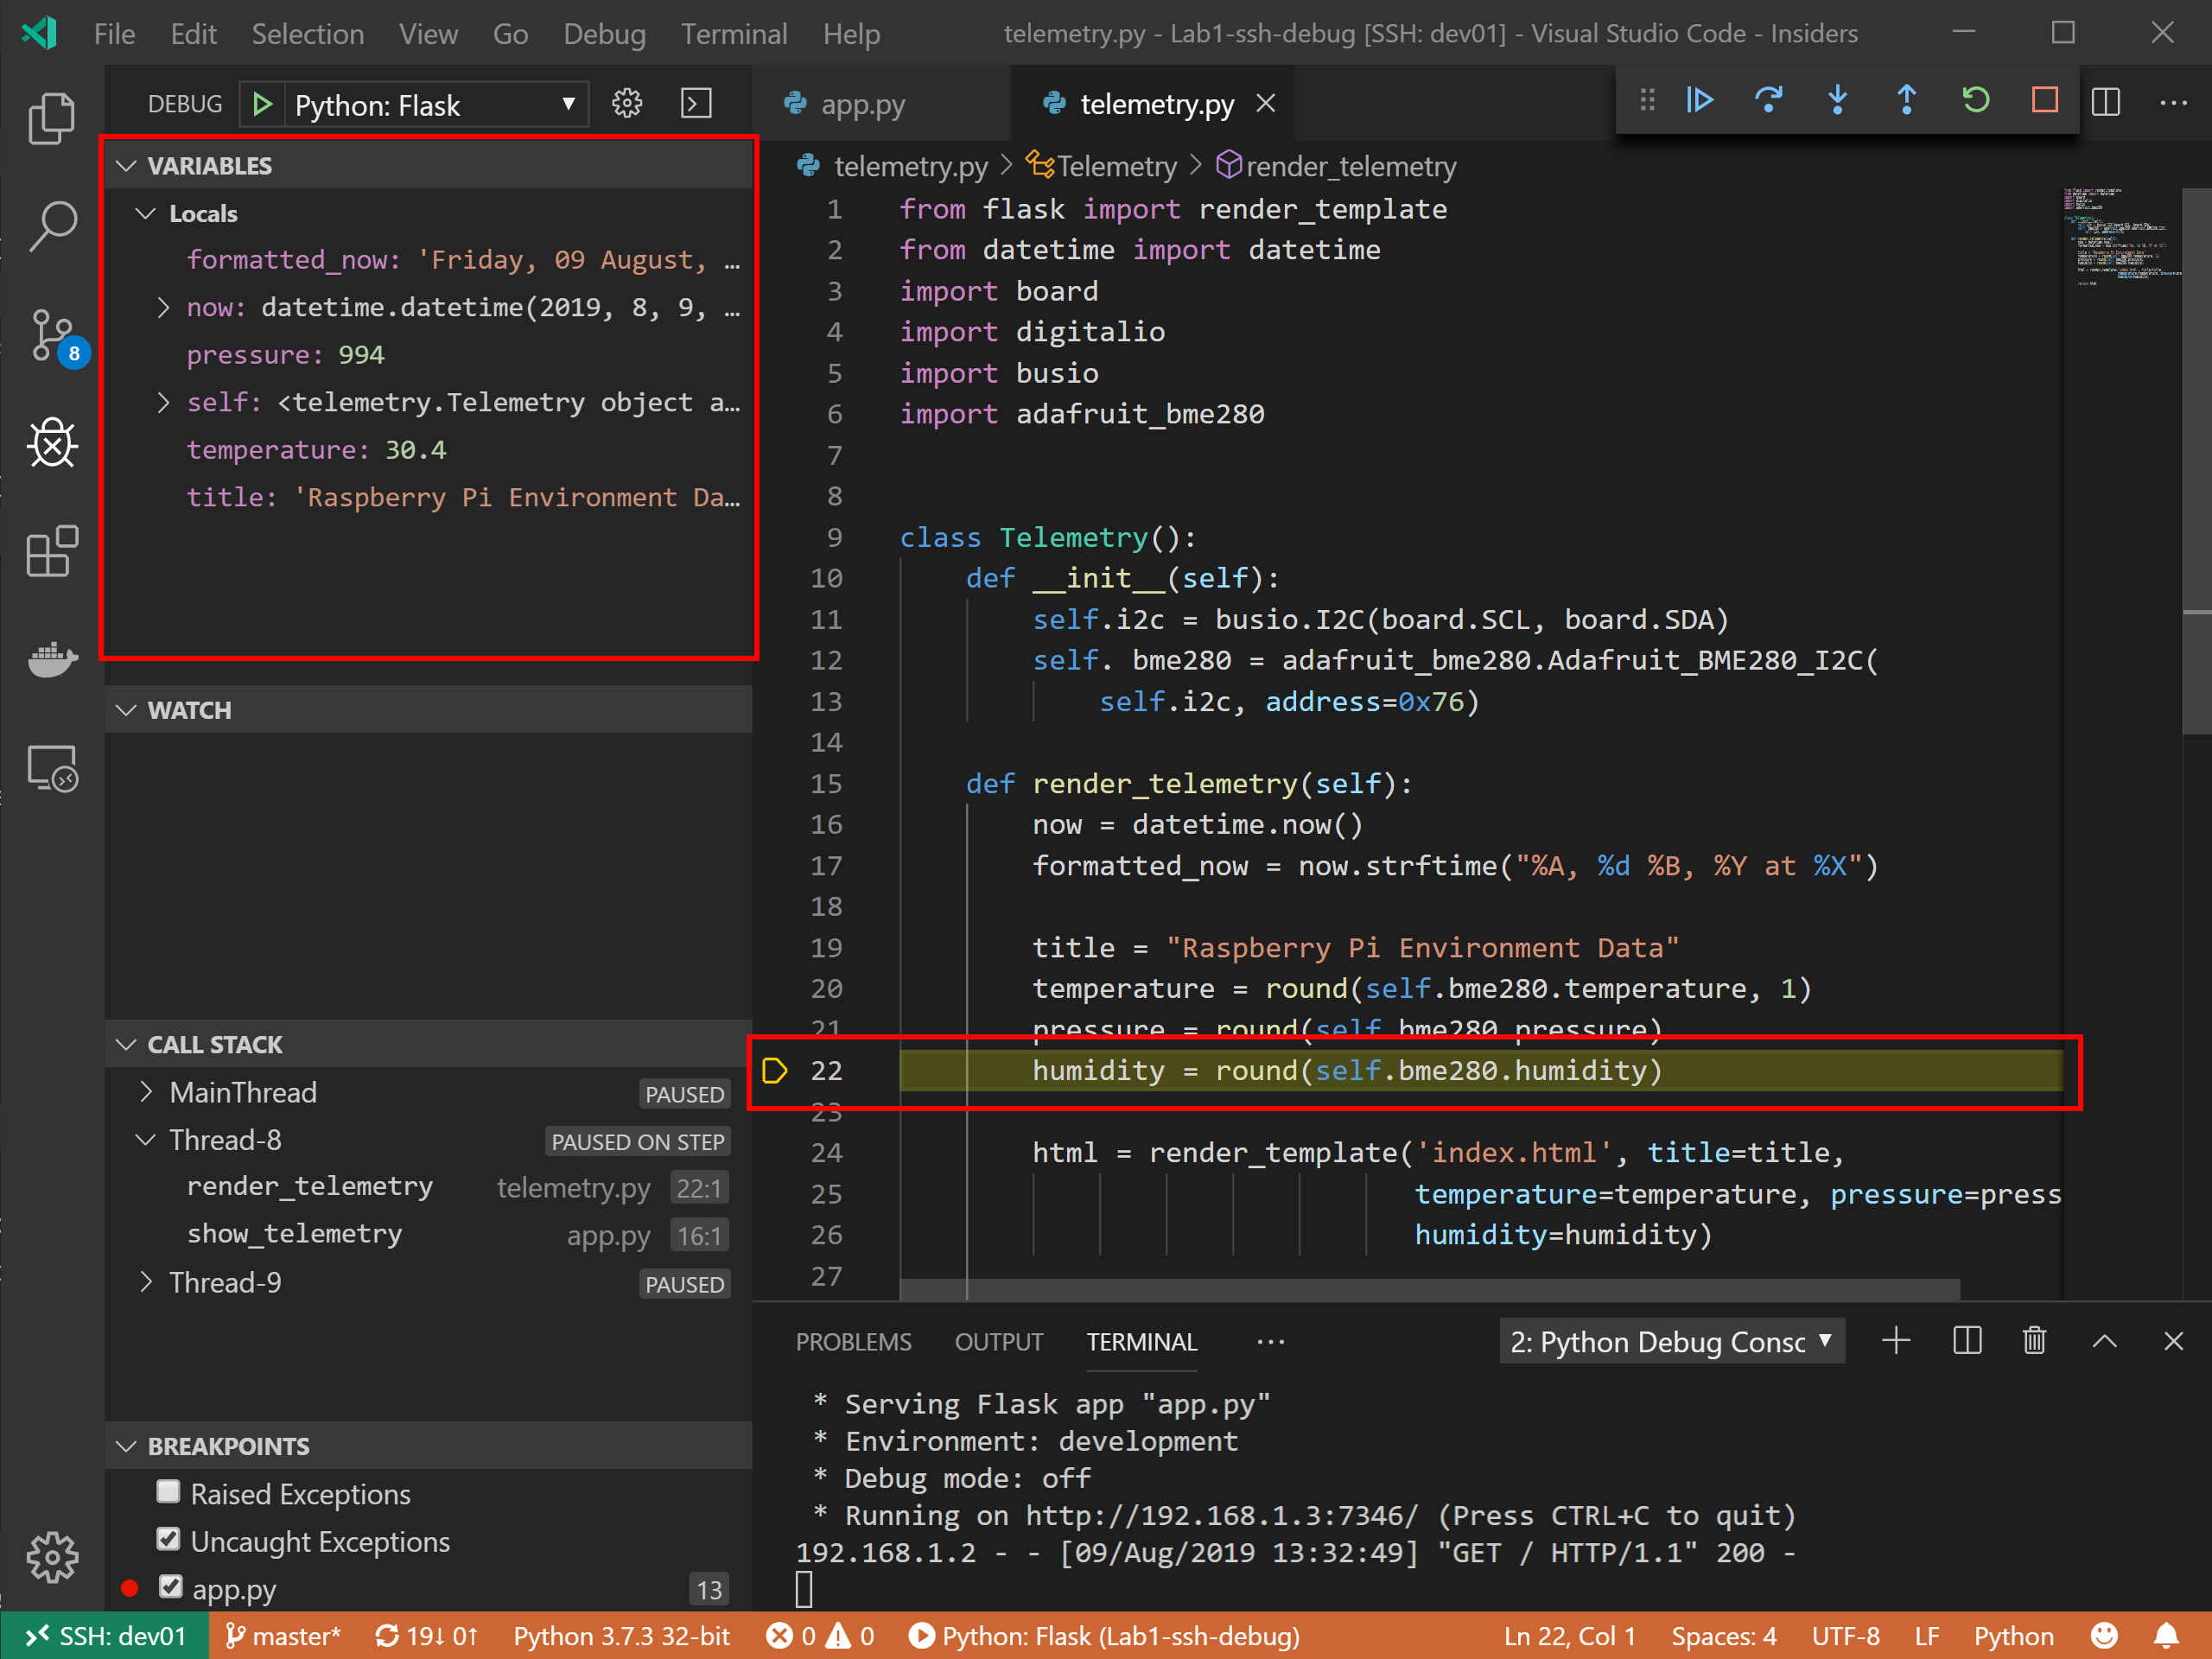 File Edit Selection View Go Debug Terminal Help telemetry.py - Lab1-ssh-debug [SSH: dev01] - Visual Studio Code - Insiders
DEBUG Python: Flask
VARIABLES
Locals
formatted_now: 'Friday, 09 August, ...
now: datetime.datetime(2019, 8, 9, ...
pressure: 994
self: <telemetry.Telemetry object a...
temperature: 30.4
title: 'Raspberry Pi Environment Da...
8
WATCH
CALL STACK
MainThread PAUSED
Thread-8 PAUSED ON STEP
render_telemetry telemetry.py 22:1
show_telemetry app.py 16:1
Thread-9 PAUSED
BREAKPOINTS
Raised Exceptions
Uncaught Exceptions
app.py 13
app.py telemetry.py
telemetry.py > Telemetry > render_telemetry
1 from flask import render_template
2 from datetime import datetime
3 import board
4 import digitalio
5 import busio
6 import adafruit_bme280
7
8
9 class Telemetry():
10 def __init__(self):
11 self.i2c = busio.I2C(board.SCL, board.SDA)
12 self. bme280 = adafruit_bme280.Adafruit_BME280_I2C(
13 self.i2c, address=0x76)
14
15 def render_telemetry(self):
16 now = datetime.now()
17 formatted_now = now.strftime("%A, %d %B, %Y at %X")
18
19 title = "Raspberry Pi Environment Data"
20 temperature = round(self.bme280.temperature, 1)
21 pressure = round(self.bme280.pressure)
22 humidity = round(self.bme280.humidity)
23
24 html = render_template('index.html', title=title,
25 temperature=temperature, pressure=press
26 humidity=humidity)
27
PROBLEMS OUTPUT TERMINAL ... 2: Python Debug Consc
* Serving Flask app "app.py"
* Environment: development
* Debug mode: off
* Running on http://192.168.1.3:7346/ (Press CTRL+C to quit)
192.168.1.2 - - [09/Aug/2019 13:32:49] "GET / HTTP/1.1" 200 -
SSH: dev01 master* 19↓ 0↑ Python 3.7.3 32-bit 0 0 Python: Flask (Lab1-ssh-debug) Ln 22, Col 1 Spaces: 4 UTF-8 LF Python